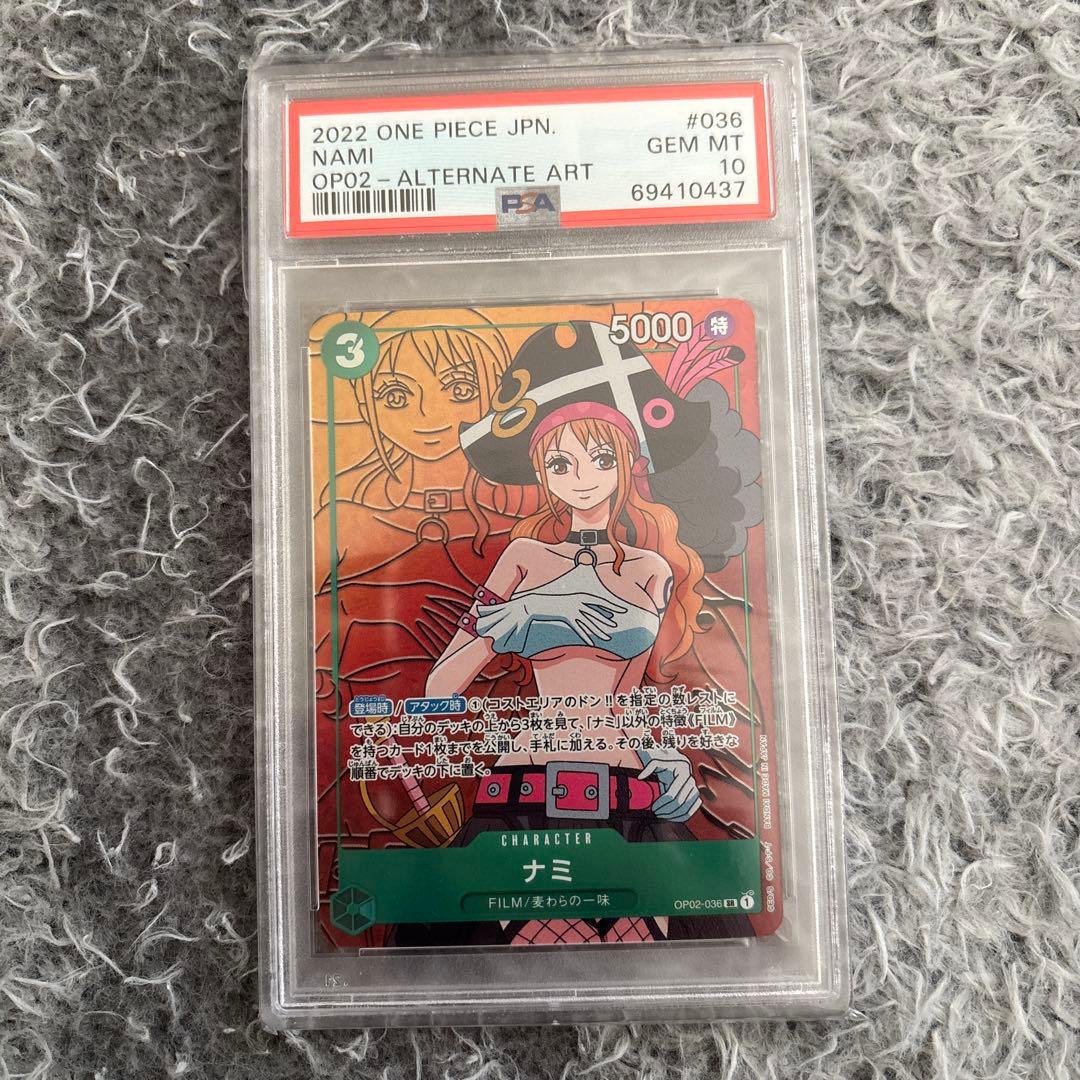 2022 ONE PIECE JPN. #036
NAMI GEM MT
OP02 - ALTERNATE ART 10
69410437
PSA
3
5000 特
登場時 / アタック時 ①(コストエリアのドン!!を指定の数レストに
できる):自分のデッキの上から3枚を見て、「ナミ」以外の特徴《FILM》
を持つカード1枚までを公開し、手札に加える。その後、残りを好きな
順番でデッキの下に置く。
CHARACTER
ナミ
FILM/麦わらの一味
OP02-036 SR 1
BANDAI MADE IN JAPAN